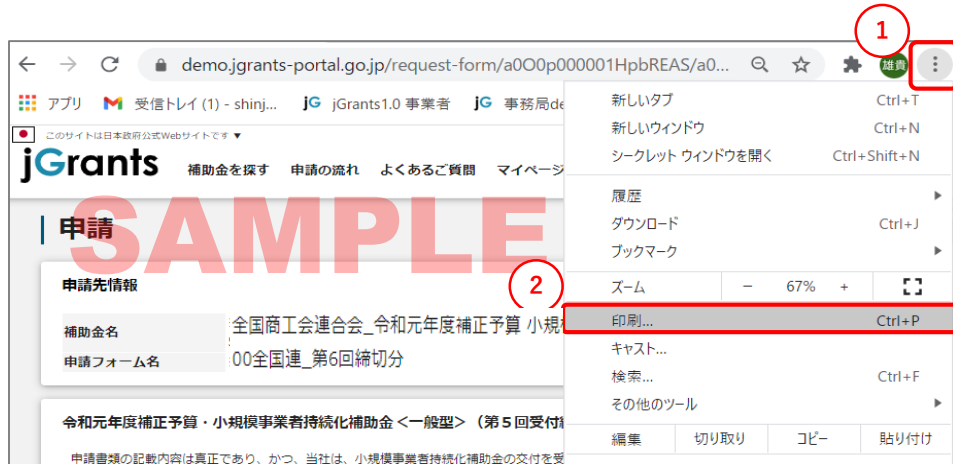 1
demo.jgrants-portal.go.jp/request-form/a0O0p000001HpbREAS/a0...
雄貴
アプリ 受信トレイ (1) - shinj... jG jGrants1.0 事業者 jG 事務局de
このサイトは日本政府公式Webサイトです ▼
jGrants 補助金を探す 申請の流れ よくあるご質問 マイページ
SAMPLE
申請
申請先情報
補助金名 全国商工会連合会_令和元年度補正予算 小規
申請フォーム名 00全国連_第6回締切分
令和元年度補正予算・小規模事業者持続化補助金＜一般型＞（第５回受付
申請書類の記載内容は真正であり、かつ、当社は、小規模事業者持続化補助金の交付を受
新しいタブ Ctrl+T
新しいウィンドウ Ctrl+N
シークレット ウィンドウを開く Ctrl+Shift+N
履歴
ダウンロード Ctrl+J
ブックマーク
2
ズーム - 67% +
印刷... Ctrl+P
キャスト...
検索... Ctrl+F
その他のツール
編集 切り取り コピー 貼り付け